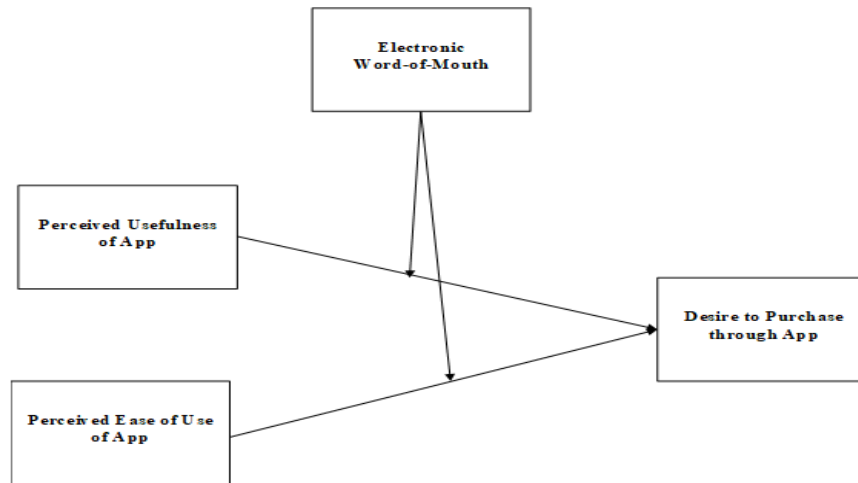 Electronic
Word-of-Mouth
Perceived Usefulness
of App
Desire to Purchase
through App
Perceived Ease of Use
of App